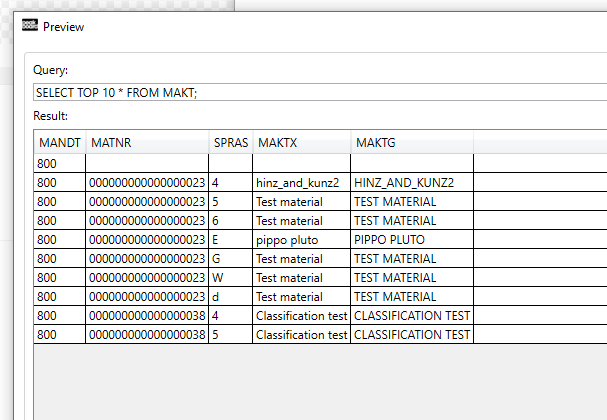 peak board Preview
Query:
SELECT TOP 10 * FROM MAKT;
Result:
MANDT MATNR SPRAS MAKTX MAKTG
800
800 000000000000000023 4 hinz_and_kunz2 HINZ_AND_KUNZ2
800 000000000000000023 5 Test material TEST MATERIAL
800 000000000000000023 6 Test material TEST MATERIAL
800 000000000000000023 E pippo pluto PIPPO PLUTO
800 000000000000000023 G Test material TEST MATERIAL
800 000000000000000023 W Test material TEST MATERIAL
800 000000000000000023 d Test material TEST MATERIAL
800 000000000000000038 4 Classification test CLASSIFICATION TEST
800 000000000000000038 5 Classification test CLASSIFICATION TEST